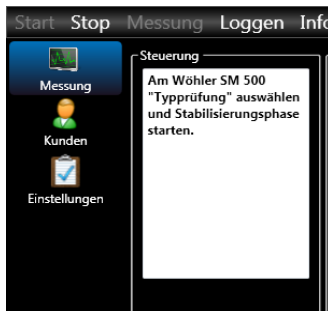 Start Stop Messung Loggen Info
Messung
Kunden
Einstellungen
Steuerung
Am Wöhler SM 500
"Typprüfung" auswählen
und Stabilisierungsphase
starten.